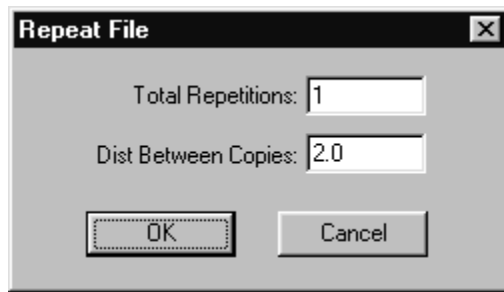 Repeat File
Total Repetitions: 1
Dist Between Copies: 2.0
OK Cancel